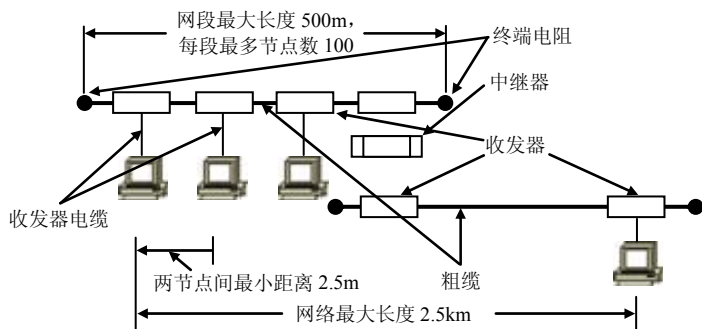 网段最大长度 500m，
每段最多节点数 100
终端电阻
中继器
收发器
收发器电缆
两节点间最小距离 2.5m
粗缆
网络最大长度 2.5km